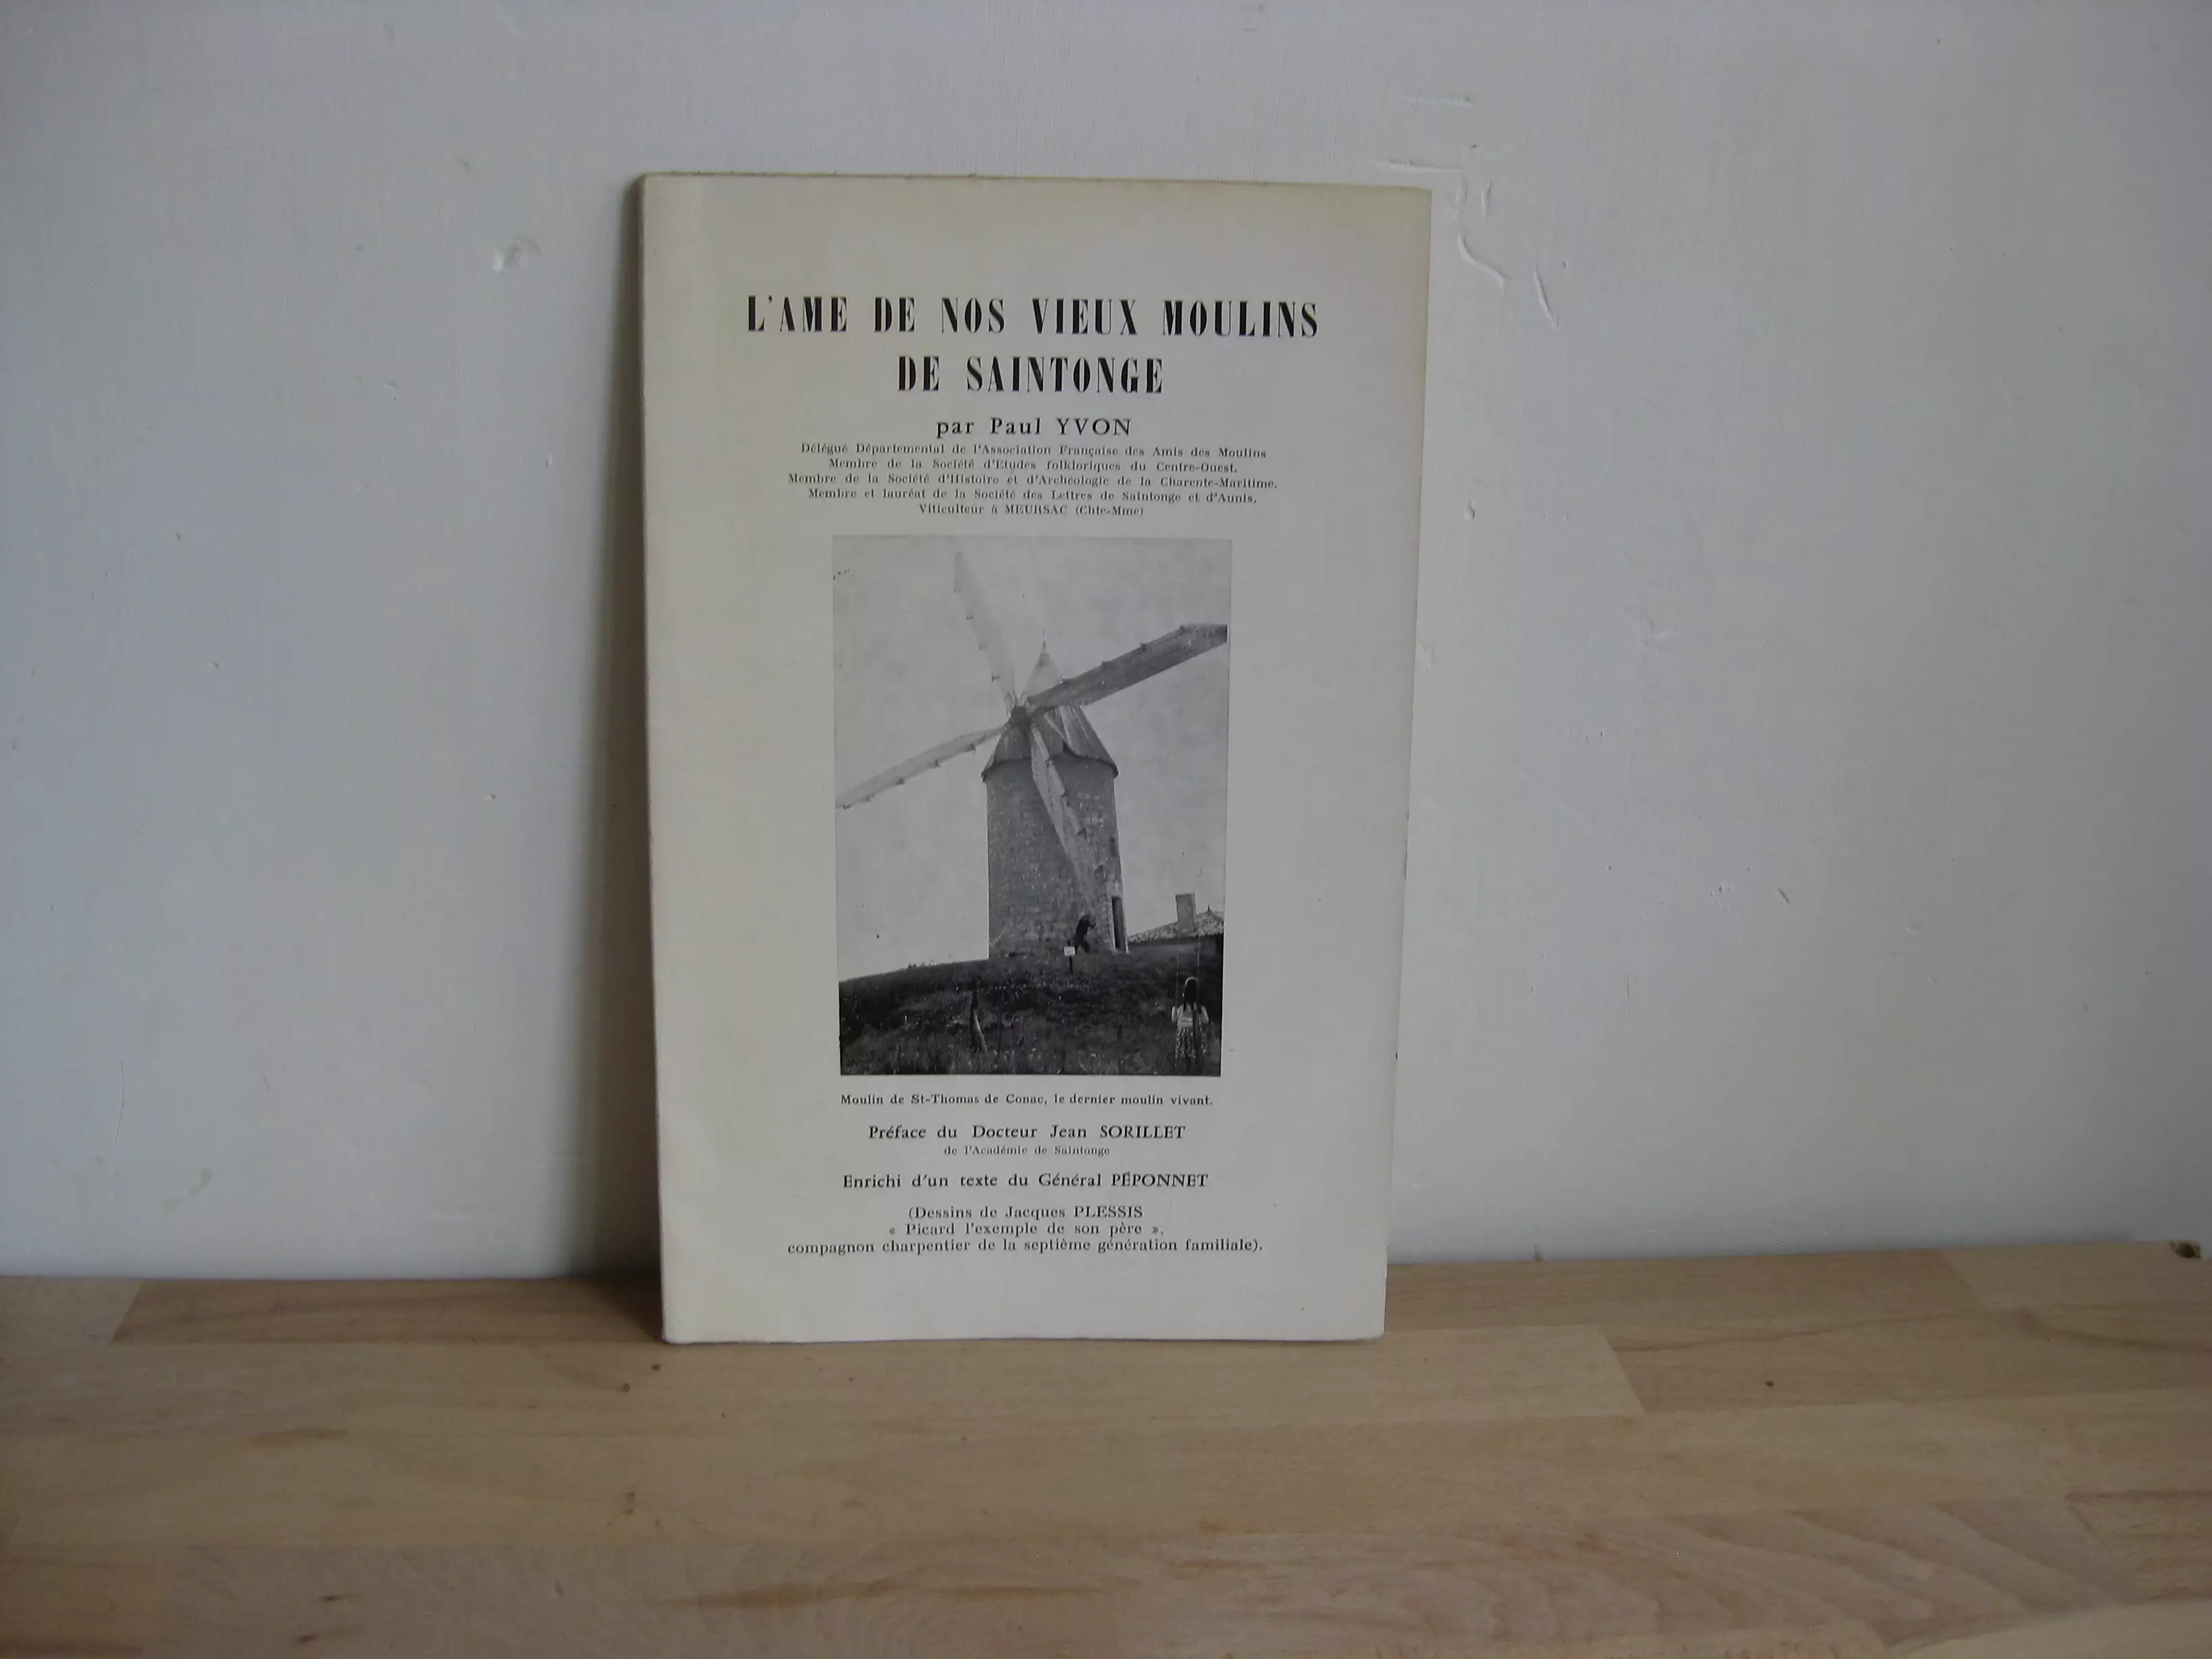 L'AME DE NOS VIEUX MOULINS
DE SAINTONGE
par Paul YVON
Délégué Départemental de l'Association Française des Amis des Moulins
Membre de la Société d'Etudes folkloriques du Centre-Ouest.
Membre de la Société d'Histoire et d'Archéologie de la Charente-Maritime.
Membre et lauréat de la Société des Lettres de Saintonge et d'Aunis.
Viticulteur à MEURSAC (Chte-Mme)
Moulin de St-Thomas de Conac, le dernier moulin vivant.
Préface du Docteur Jean SORILLET
de l'Académie de Saintonge
Enrichi d'un texte du Général PÉPONNET
(Dessins de Jacques PLESSIS
« Picard l'exemple de son père »,
compagnon charpentier de la septième génération familiale).